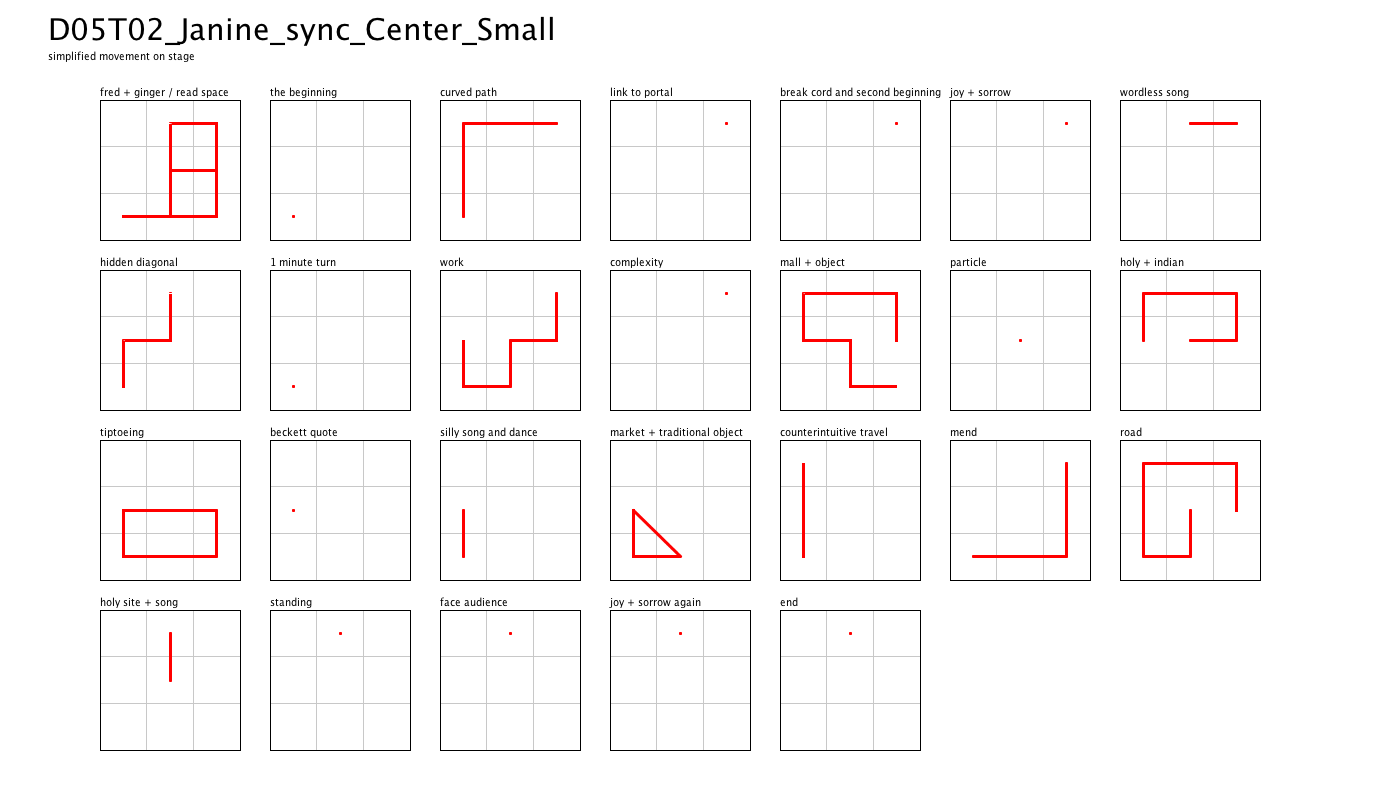 D05T02_Janine_sync_Center_Small
simplified movement on stage
fred + ginger / read space
the beginning
curved path
link to portal
break cord and second beginning
joy + sorrow
wordless song
hidden diagonal
1 minute turn
work
complexity
mall + object
particle
holy + indian
tiptoeing
beckett quote
silly song and dance
market + traditional object
counterintuitive travel
mend
road
holy site + song
standing
face audience
joy + sorrow again
end